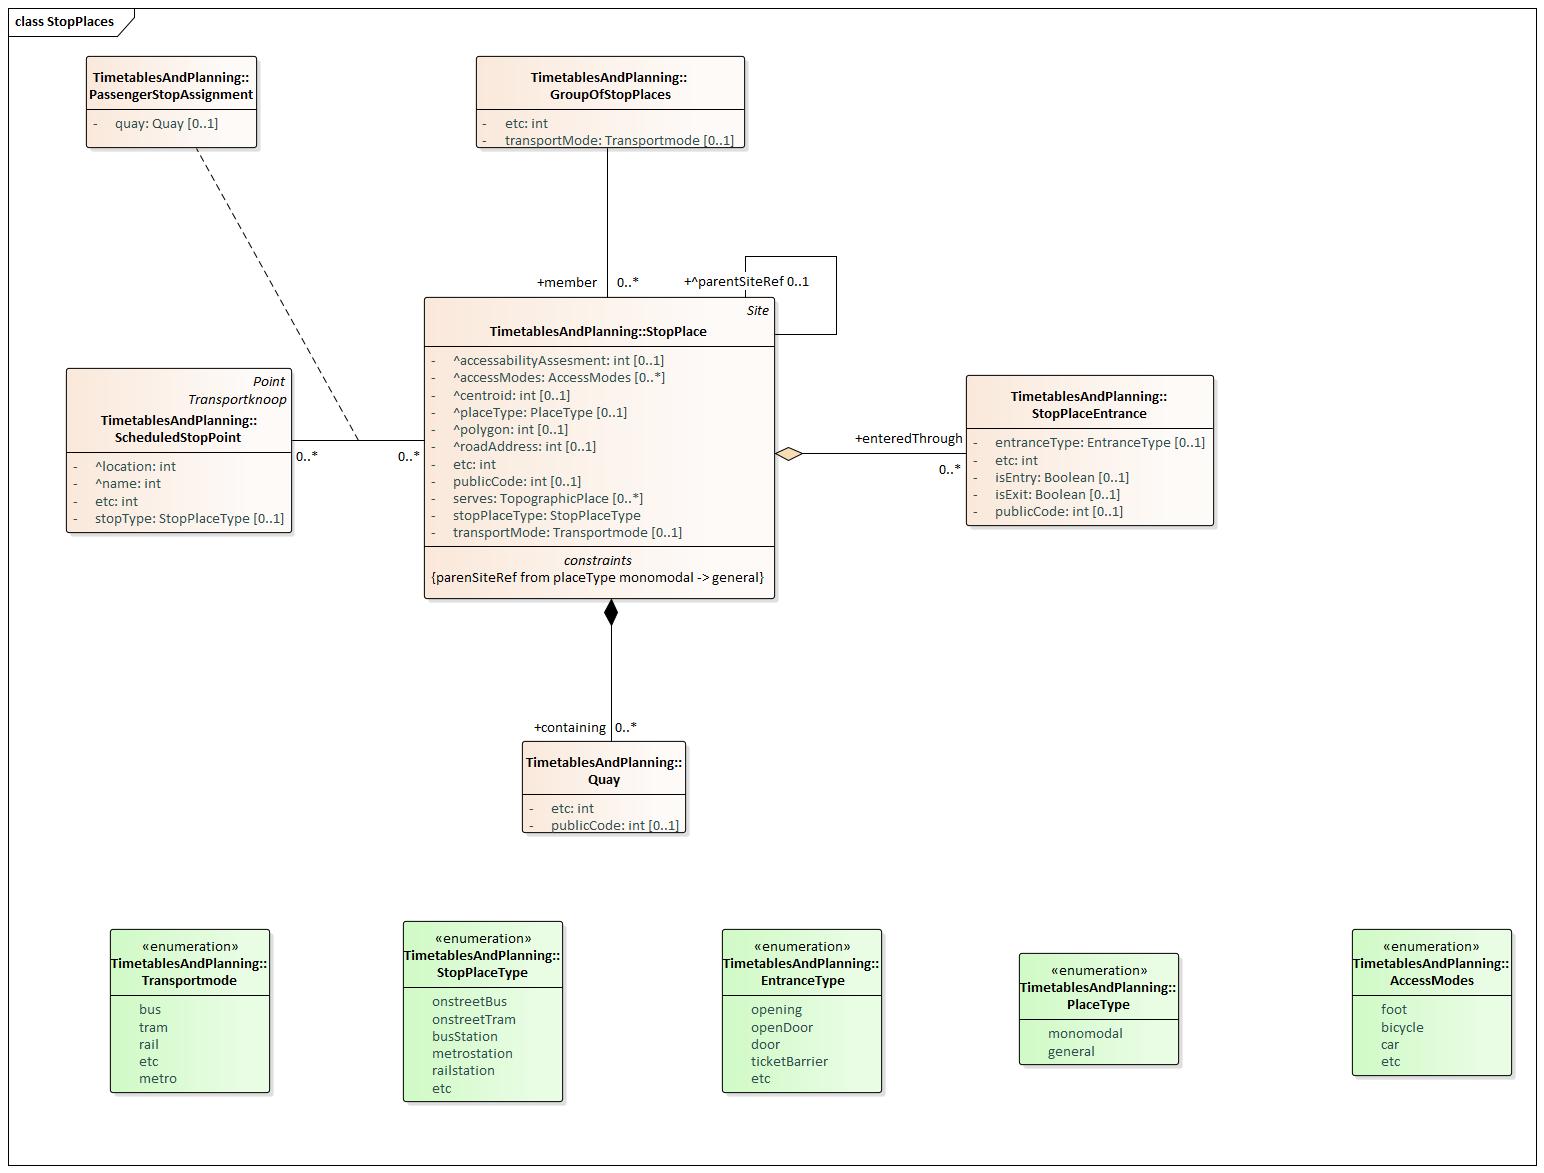 class StopPlaces
TimetablesAndPlanning::
PassengerStopAssignment
- quay: Quay [0..1]
TimetablesAndPlanning::
GroupOfStopPlaces
- etc: int
- transportMode: Transportmode [0..1]
+member 0..*
+^parentSiteRef 0..1
Site
TimetablesAndPlanning::StopPlace
- ^accessabilityAssesment: int [0..1]
- ^accessModes: AccessModes [0..*]
- ^centroid: int [0..1]
- ^placeType: PlaceType [0..1]
- ^polygon: int [0..1]
- ^roadAddress: int [0..1]
- etc: int
- publicCode: int [0..1]
- serves: TopographicPlace [0..*]
- stopPlaceType: StopPlaceType
- transportMode: Transportmode [0..1]
constraints
{parenSiteRef from placeType monomodal -> general}
Point
Transportknoop
TimetablesAndPlanning::
ScheduledStopPoint
- ^location: int
- ^name: int
- etc: int
- stopType: StopPlaceType [0..1]
0..* 0..*
+enteredThrough
0..*
TimetablesAndPlanning::
StopPlaceEntrance
- entranceType: EntranceType [0..1]
- etc: int
- isEntry: Boolean [0..1]
- isExit: Boolean [0..1]
- publicCode: int [0..1]
+containing 0..*
TimetablesAndPlanning::
Quay
- etc: int
- publicCode: int [0..1]
«enumeration»
TimetablesAndPlanning::
Transportmode
bus
tram
rail
etc
metro
«enumeration»
TimetablesAndPlanning::
StopPlaceType
onstreetBus
onstreetTram
busStation
metrostation
railstation
etc
«enumeration»
TimetablesAndPlanning::
EntranceType
opening
openDoor
door
ticketBarrier
etc
«enumeration»
TimetablesAndPlanning::
PlaceType
monomodal
general
«enumeration»
TimetablesAndPlanning::
AccessModes
foot
bicycle
car
etc